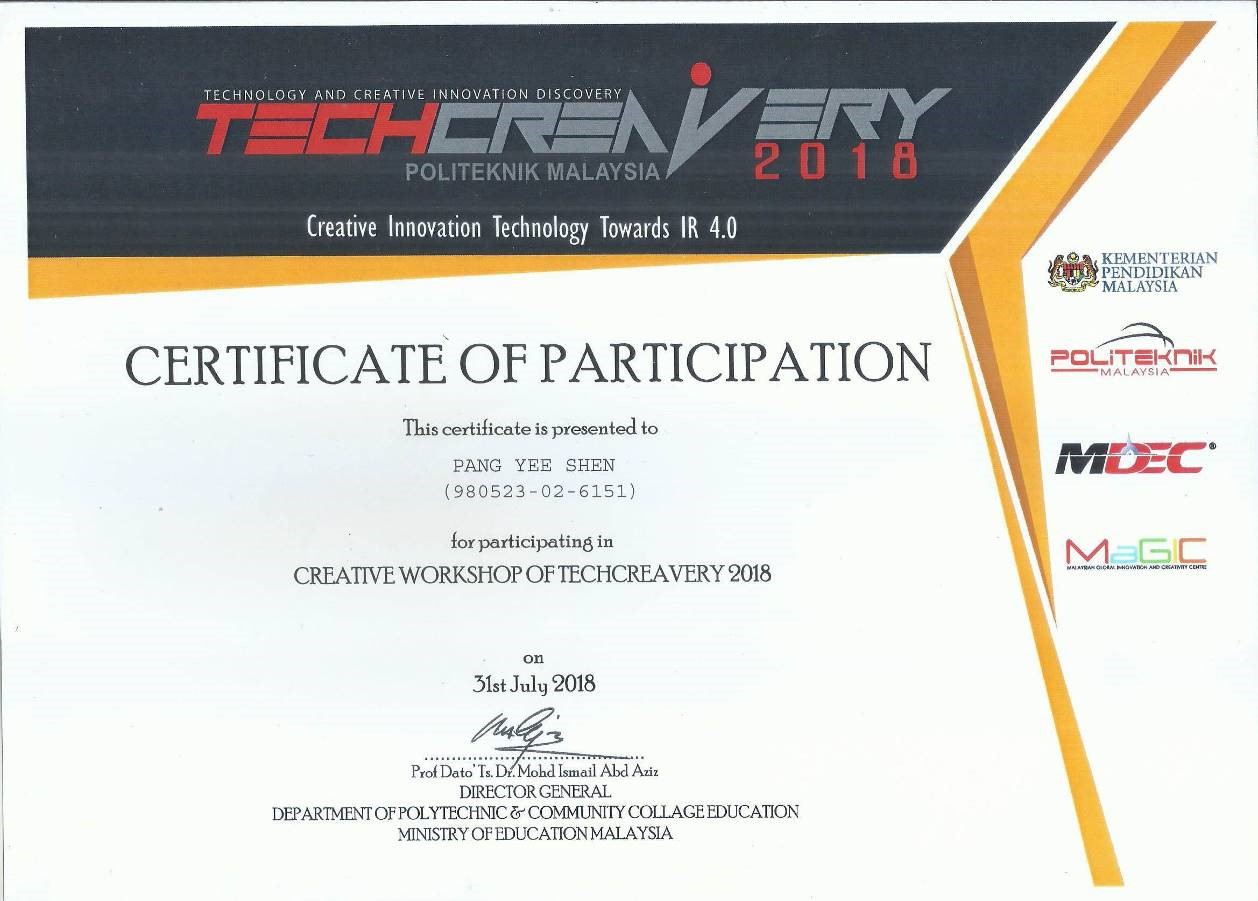 TECHNOLOGY AND CREATIVE INNOVATION DISCOVERY
TECHCREAVERY
POLITEKNIK MALAYSIA
2018
Creative Innovation Technology Towards IR 4.0
KEMENTERIAN
PENDIDIKAN
MALAYSIA
POLITEKNIK
MALAYSIA
MDEC®
MaGIC
MALAYSIAN GLOBAL INNOVATION AND CREATIVITY CENTRE
CERTIFICATE OF PARTICIPATION
This certificate is presented to
PANG YEE SHEN
(980523-02-6151)
for participating in
CREATIVE WORKSHOP OF TECHCREAVERY 2018
on
31st July 2018
Prof Dato' Ts. Dr. Mohd Ismail Abd Aziz
DIRECTOR GENERAL
DEPARTMENT OF POLYTECHNIC & COMMUNITY COLLAGE EDUCATION
MINISTRY OF EDUCATION MALAYSIA